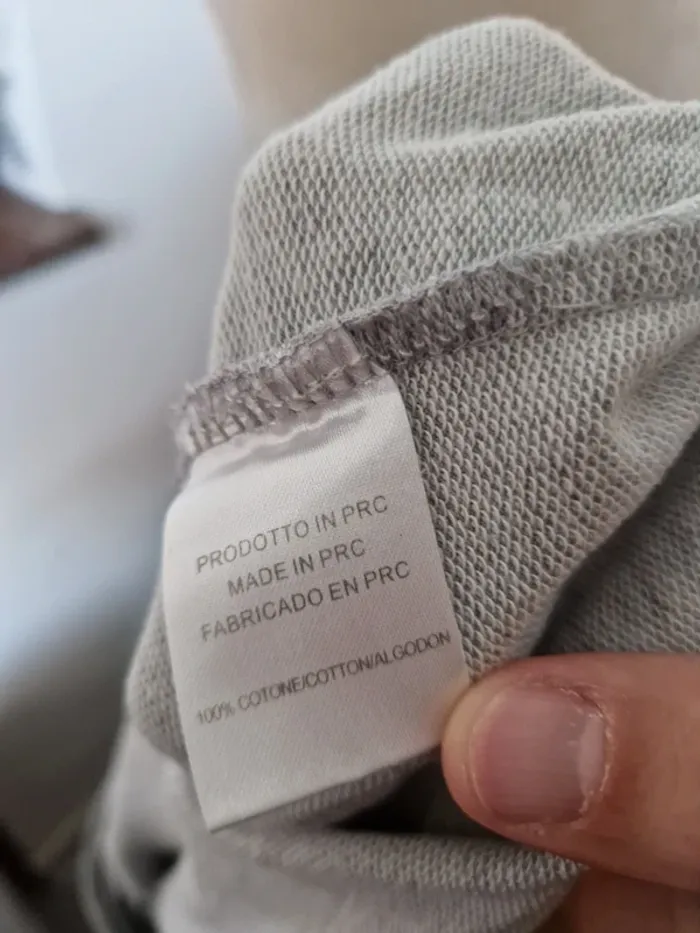 PRODOTTO IN PRC
MADE IN PRC
FABRICADO EN PRC
100% COTONE/COTTON/ALGODON